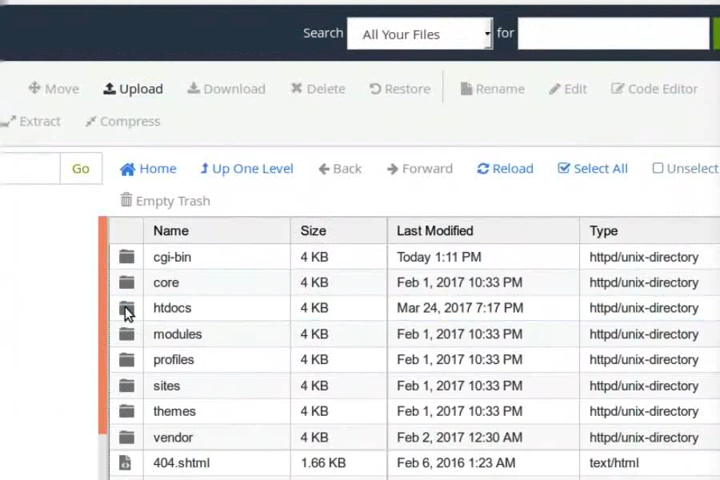 Search All Your Files for
Move Upload Download Delete Restore Rename Edit Code Editor
Extract Compress
Go Home Up One Level Back Forward Reload Select All Unselect
Empty Trash
Name Size Last Modified Type
cgi-bin 4 KB Today 1:11 PM httpd/unix-directory
core 4 KB Feb 1, 2017 10:33 PM httpd/unix-directory
htdocs 4 KB Mar 24, 2017 7:17 PM httpd/unix-directory
modules 4 KB Feb 1, 2017 10:33 PM httpd/unix-directory
profiles 4 KB Feb 1, 2017 10:33 PM httpd/unix-directory
sites 4 KB Feb 1, 2017 10:33 PM httpd/unix-directory
themes 4 KB Feb 1, 2017 10:33 PM httpd/unix-directory
vendor 4 KB Feb 2, 2017 12:30 AM httpd/unix-directory
404.shtml 1.66 KB Feb 6, 2016 1:23 AM text/html